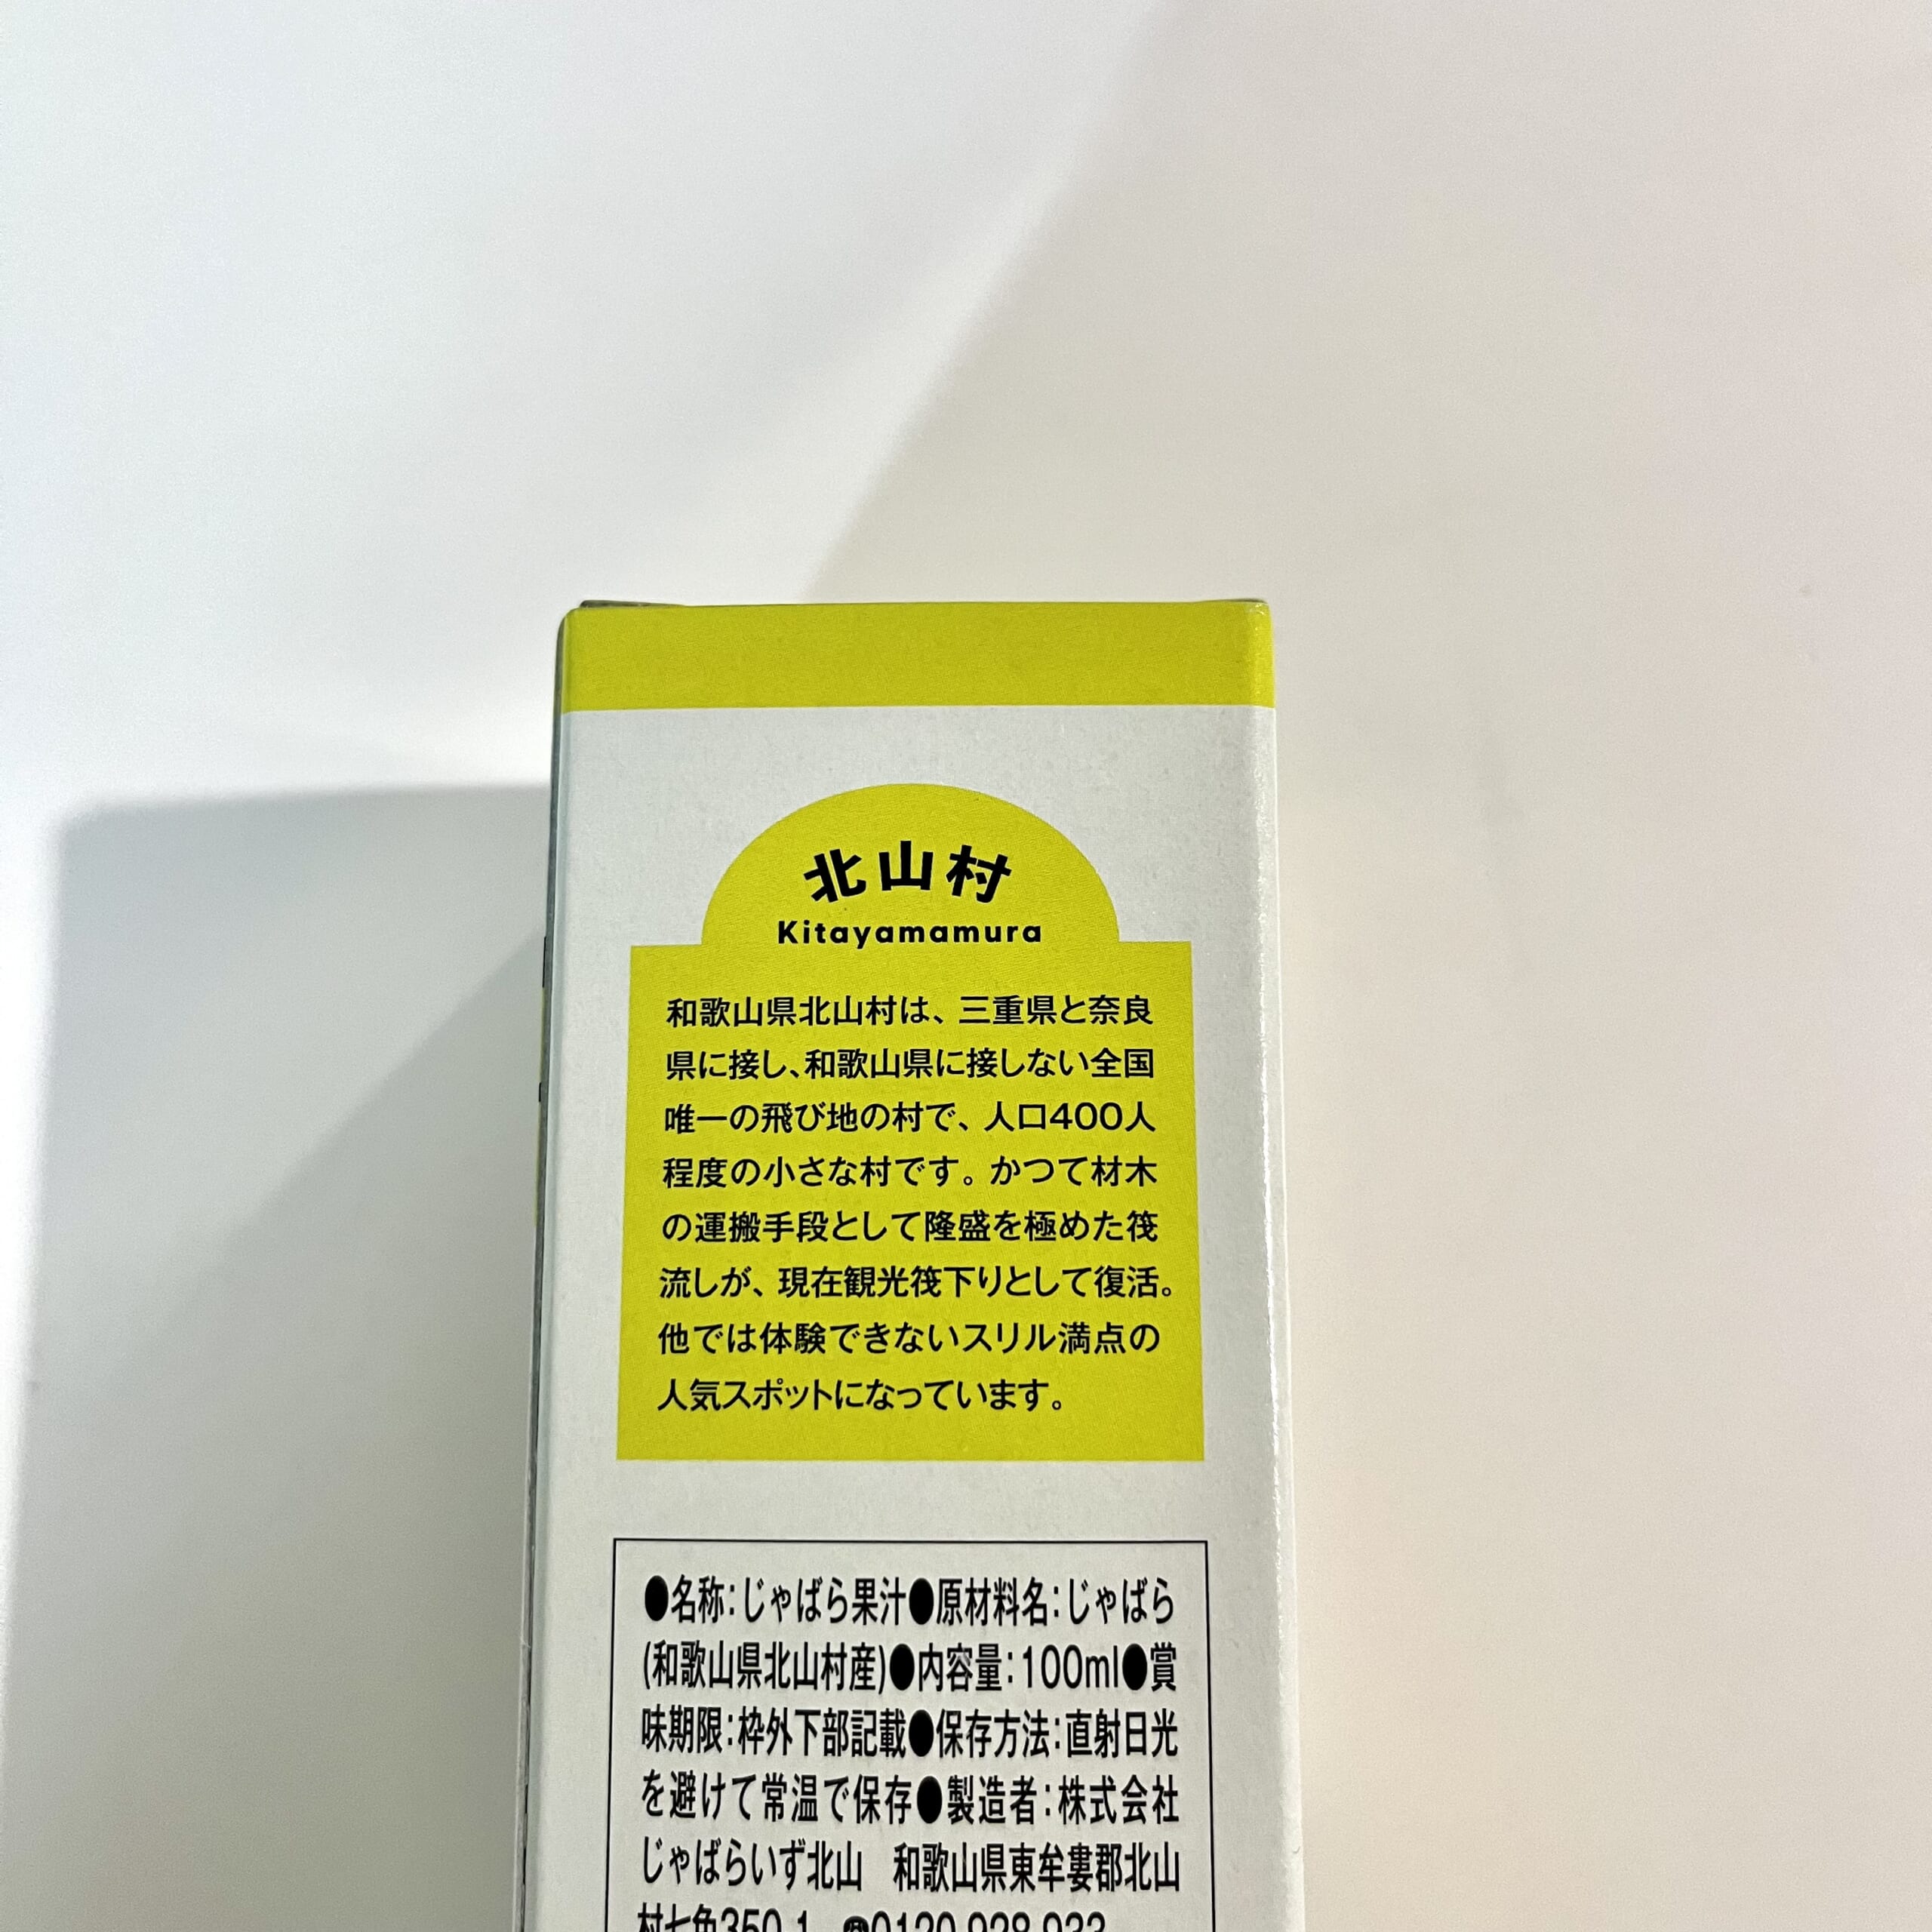 北山村
Kitayamamura
和歌山県北山村は、三重県と奈良
県に接し、和歌山県に接しない全国
唯一の飛び地の村で、人口400人
程度の小さな村です。かつて材木
の運搬手段として隆盛を極めた筏
流しが、現在観光筏下りとして復活。
他では体験できないスリル満点の
人気スポットになっています。
●名称:じゃばら果汁●原材料名:じゃばら
(和歌山県北山村産)●内容量:100ml●賞
味期限:枠外下部記載●保存方法:直射日光
を避けて常温で保存●製造者:株式会社
じゃばらいず北山　和歌山県東牟婁郡北山
村七色350-1 0120-928-933